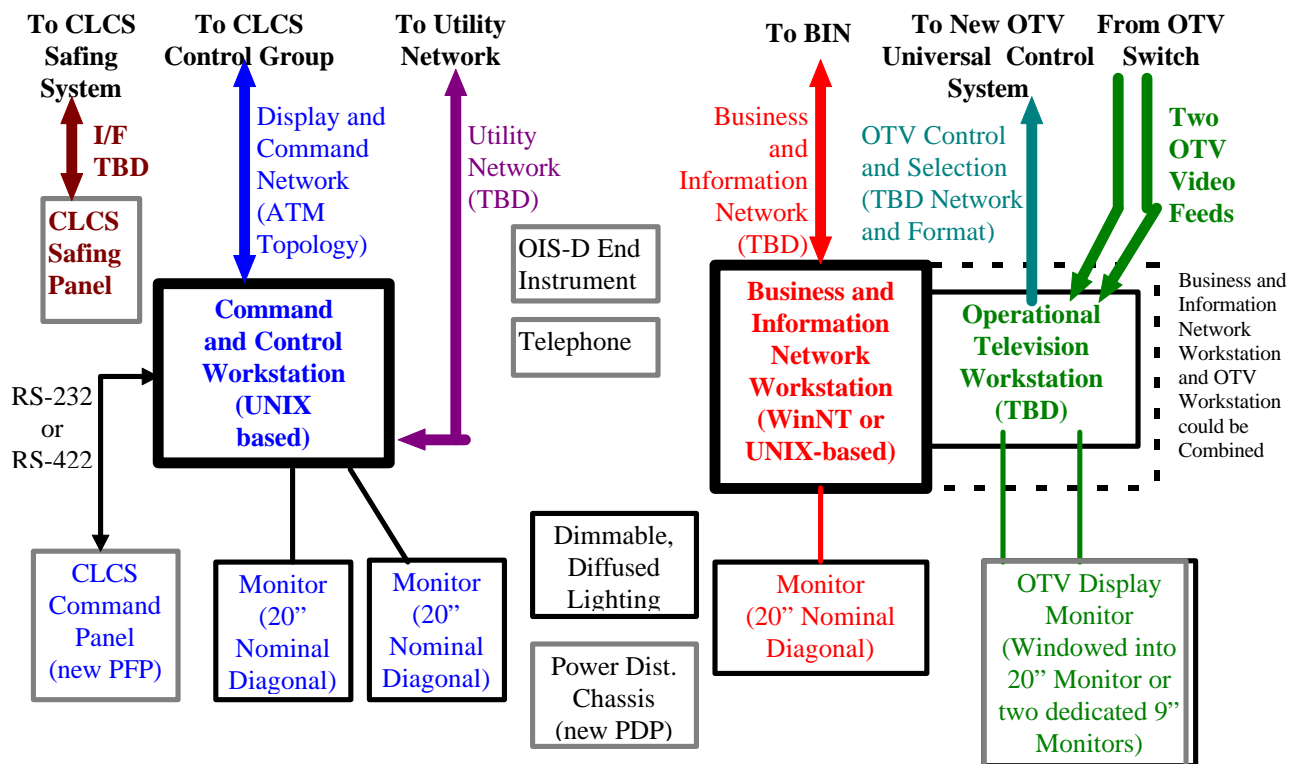 To CLCS
Safing
System
To CLCS
Control Group
To Utility
Network
To BIN
To New OTV
Universal Control
System
From OTV
Switch
I/F
TBD
Display and
Command
Network
(ATM
Topology)
Utility
Network
(TBD)
Business
and
Information
Network
(TBD)
OTV Control
and Selection
(TBD Network
and Format)
Two
OTV
Video
Feeds
CLCS
Safing
Panel
OIS-D End
Instrument
Telephone
Command
and Control
Workstation
(UNIX
based)
Business and
Information
Network
Workstation
(WinNT or
UNIX-based)
Operational
Television
Workstation
(TBD)
Business and
Information
Network
Workstation
and OTV
Workstation
could be
Combined
RS-232
or
RS-422
CLCS
Command
Panel
(new PFP)
Monitor
(20” Nominal
Diagonal)
Monitor
(20”
Nominal
Diagonal)
Dimmable,
Diffused
Lighting
Power Dist.
Chassis
(new PDP)
Monitor
(20” Nominal
Diagonal)
OTV Display
Monitor
(Windowed into
20” Monitor or
two dedicated 9”
Monitors)